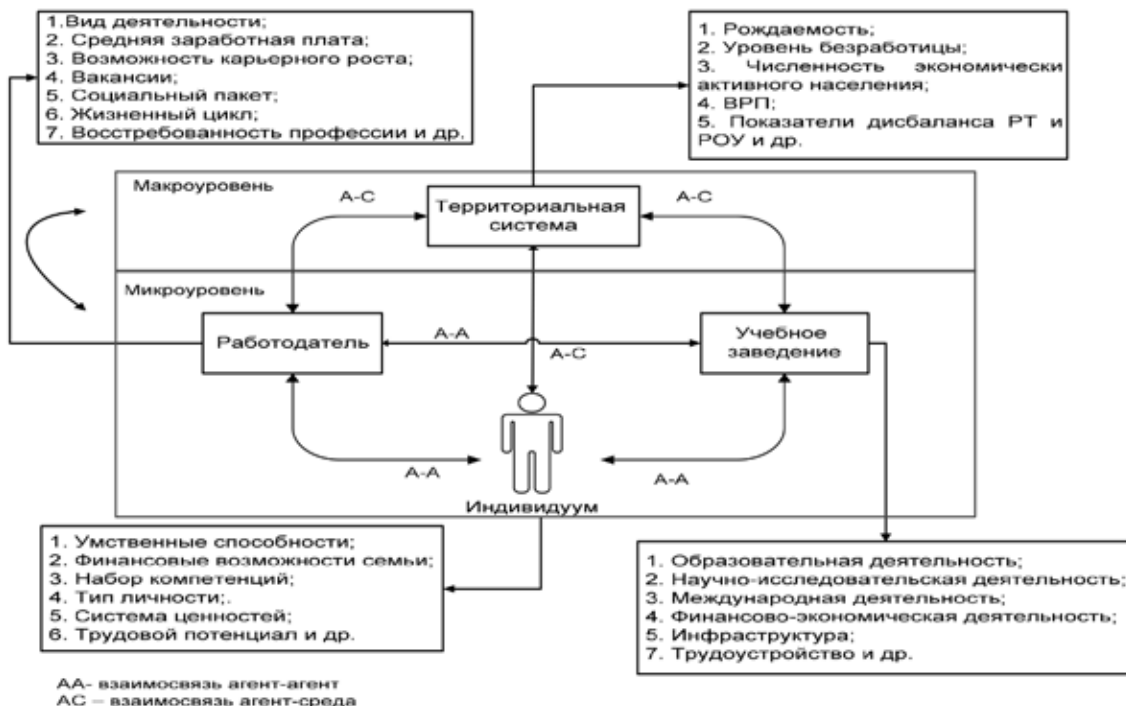 1.Вид деятельности;
2. Средняя заработная плата;
3. Возможность карьерного роста;
4. Вакансии;
5. Социальный пакет;
6. Жизненный цикл;
7. Восстребованность профессии и др.
1. Рождаемость;
2. Уровень безработицы;
3. Численность экономически
активного населения;
4. ВРП;
5. Показатели дисбаланса РТ и
РОУ и др.
Макроуровень
А-С
Территориальная
система
А-С
Микроуровень
Работодатель
А-А
А-С
Учебное
заведение
А-А
А-А
Индивидуум
1. Умственные способности;
2. Финансовые возможности семьи;
3. Набор компетенций;
4. Тип личности;.
5. Система ценностей;
6. Трудовой потенциал и др.
1. Образовательная деятельность;
2. Научно-исследовательская деятельность;
3. Международная деятельность;
4. Финансово-экономическая деятельность;
5. Инфраструктура;
7. Трудоустройство и др.
АА- взаимосвязь агент-агент
АС – взаимосвязь агент-среда